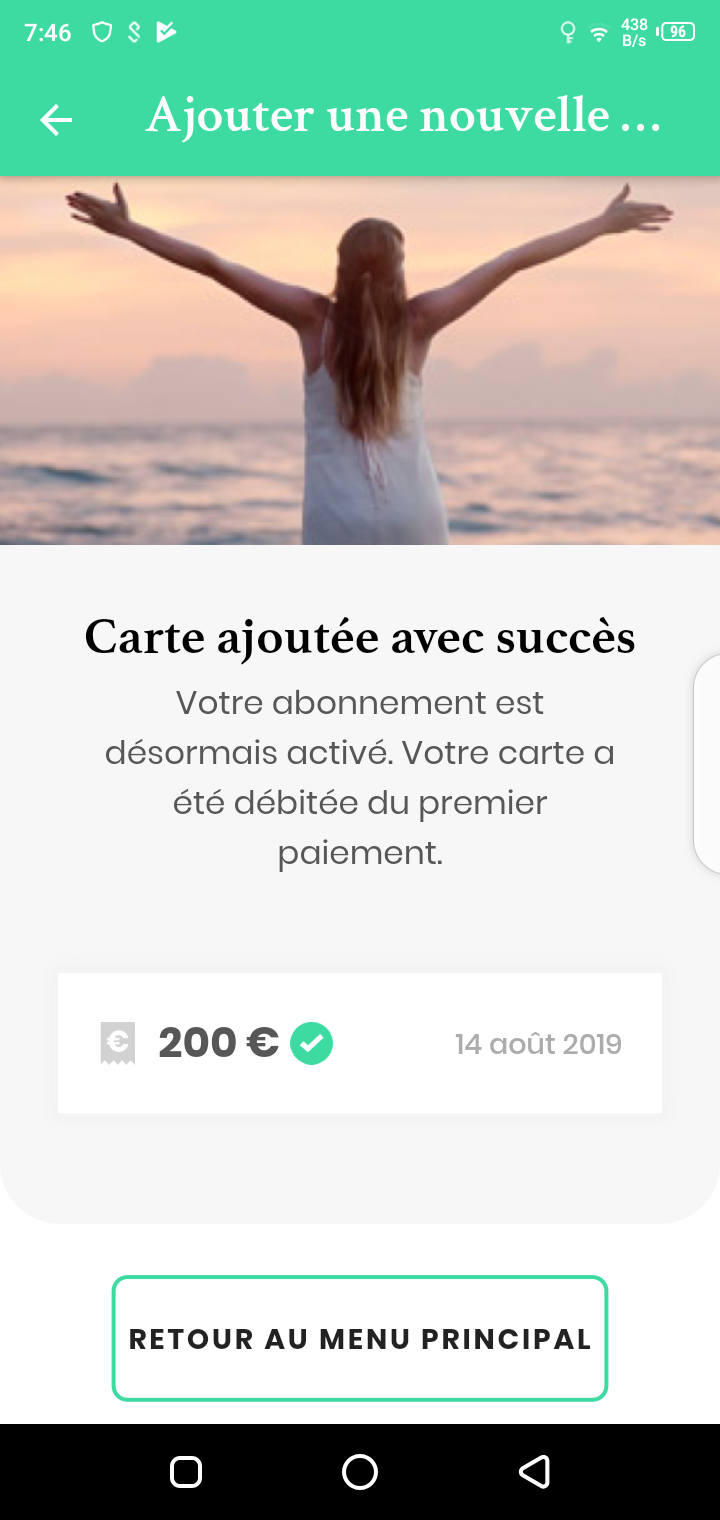 7:46
438
B/s
96
Ajouter une nouvelle ...
Carte ajoutée avec succès
Votre abonnement est
désormais activé. Votre carte a
été débitée du premier
paiement.
€ 200 € 14 août 2019
RETOUR AU MENU PRINCIPAL